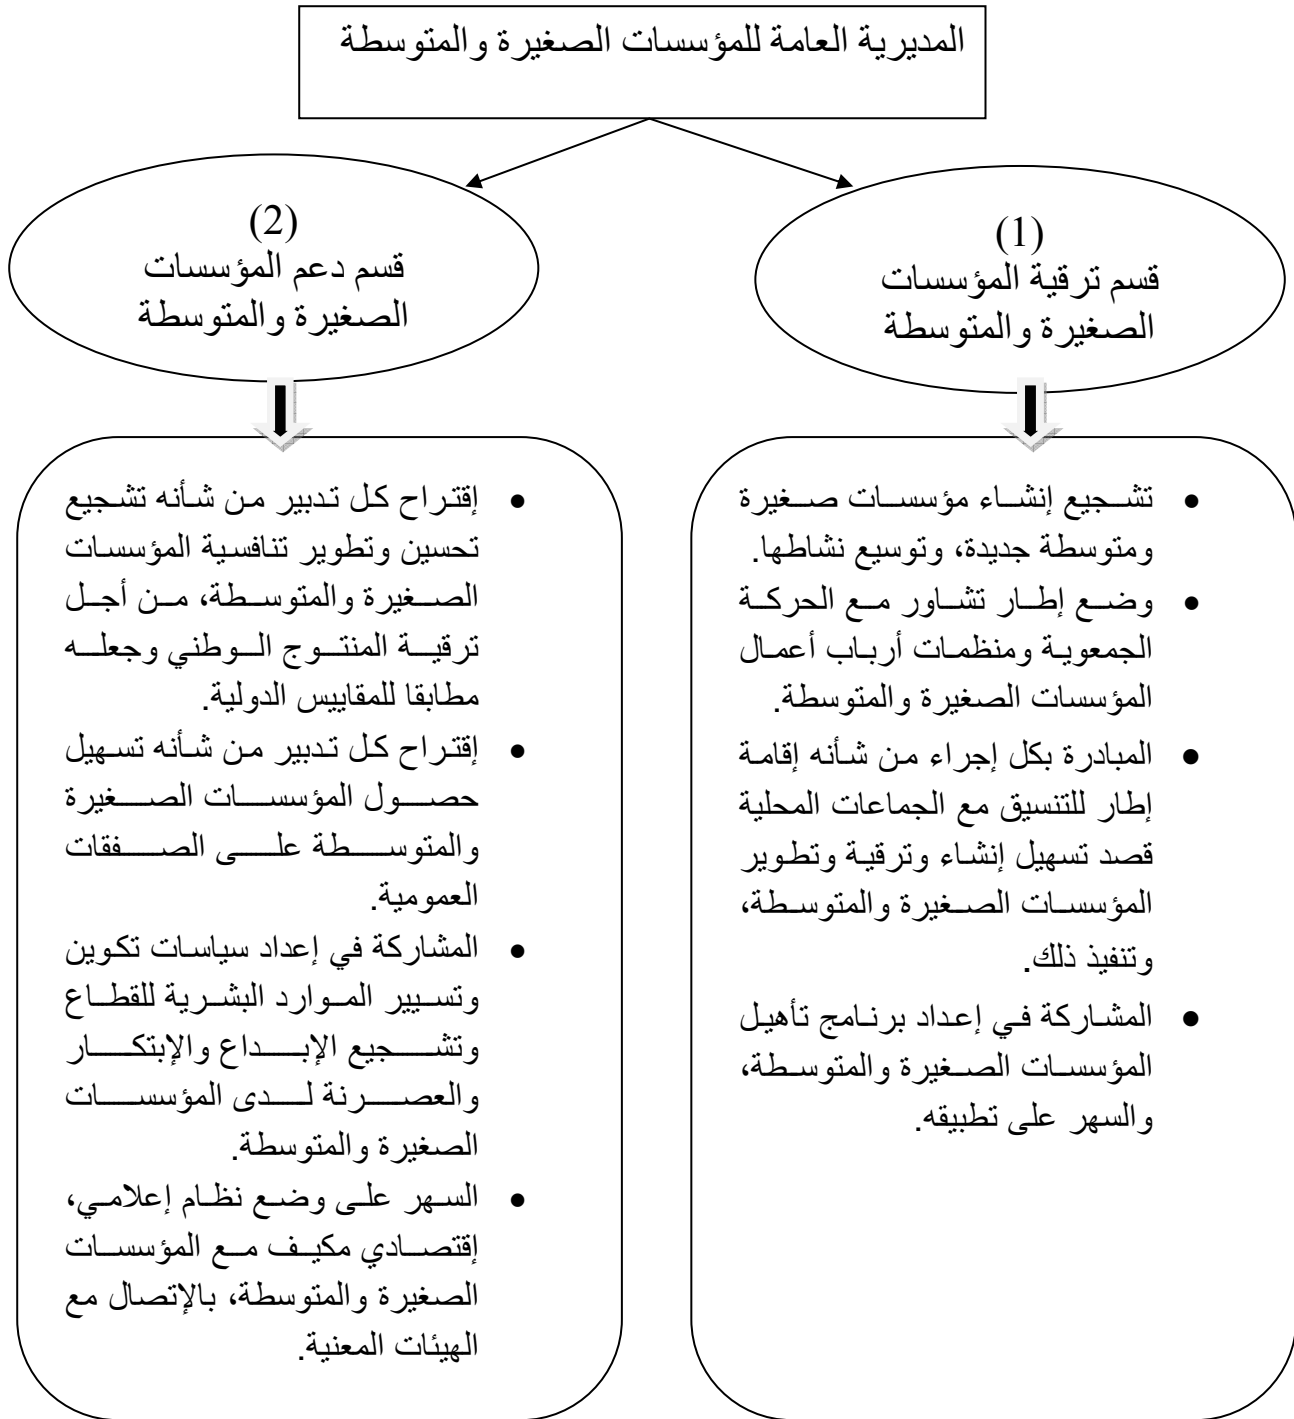 المديرية العامة للمؤسسات الصغيرة والمتوسطة
(1)
قسم ترقية المؤسسات
الصغيرة والمتوسطة
(2)
قسم دعم المؤسسات
الصغيرة والمتوسطة
• تشجيع إنشاء مؤسسات صغيرة
ومتوسطة جديدة، وتوسيع نشاطها.
• وضع إطار تشاور مع الحركة
الجمعوية ومنظمات أرباب أعمال
المؤسسات الصغيرة والمتوسطة.
• المبادرة بكل إجراء من شأنه إقامة
إطار للتنسيق مع الجماعات المحلية
قصد تسهيل إنشاء وترقية وتطوير
المؤسسات الصغيرة والمتوسطة،
وتنفيذ ذلك.
• المشاركة في إعداد برنامج تأهيل
المؤسسات الصغيرة والمتوسطة،
والسهر على تطبيقه.
• إقتراح كل تدبير من شأنه تشجيع
تحسين وتطوير تنافسية المؤسسات
الصغيرة والمتوسطة، من أجل
ترقية المنتوج الوطني وجعله
مطابقا للمقاييس الدولية.
• إقتراح كل تدبير من شأنه تسهيل
حصول المؤسسات الصغيرة
والمتوسطة على الصفقات
العمومية.
• المشاركة في إعداد سياسات تكوين
وتسيير الموارد البشرية للقطاع
وتشجيع الإبداع والإبتكار
والعصرنة لدى المؤسسات
الصغيرة والمتوسطة.
• السهر على وضع نظام إعلامي،
إقتصادي مكيف مع المؤسسات
الصغيرة والمتوسطة، بالإتصال مع
الهيئات المعنية.